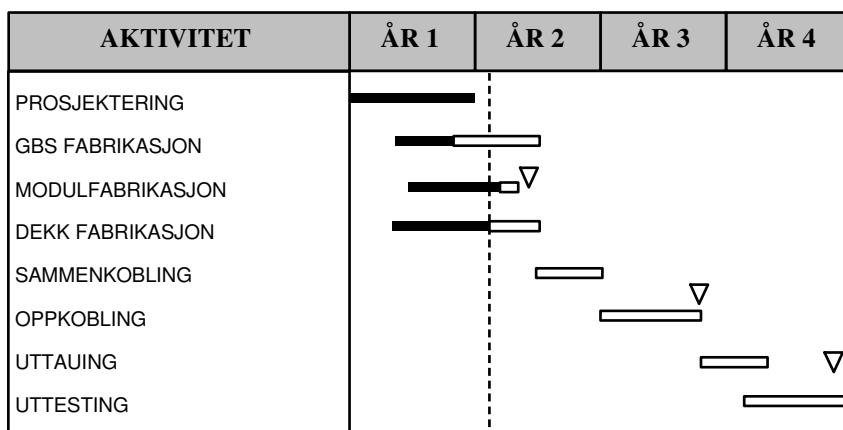 AKTIVITET ÅR 1 ÅR 2 ÅR 3 ÅR 4
PROSJEKTERING
GBS FABRIKASJON
MODULFABRIKASJON
DEKK FABRIKASJON
SAMMENKOBLING
OPPKOBLING
UTTAUING
UTTESTING